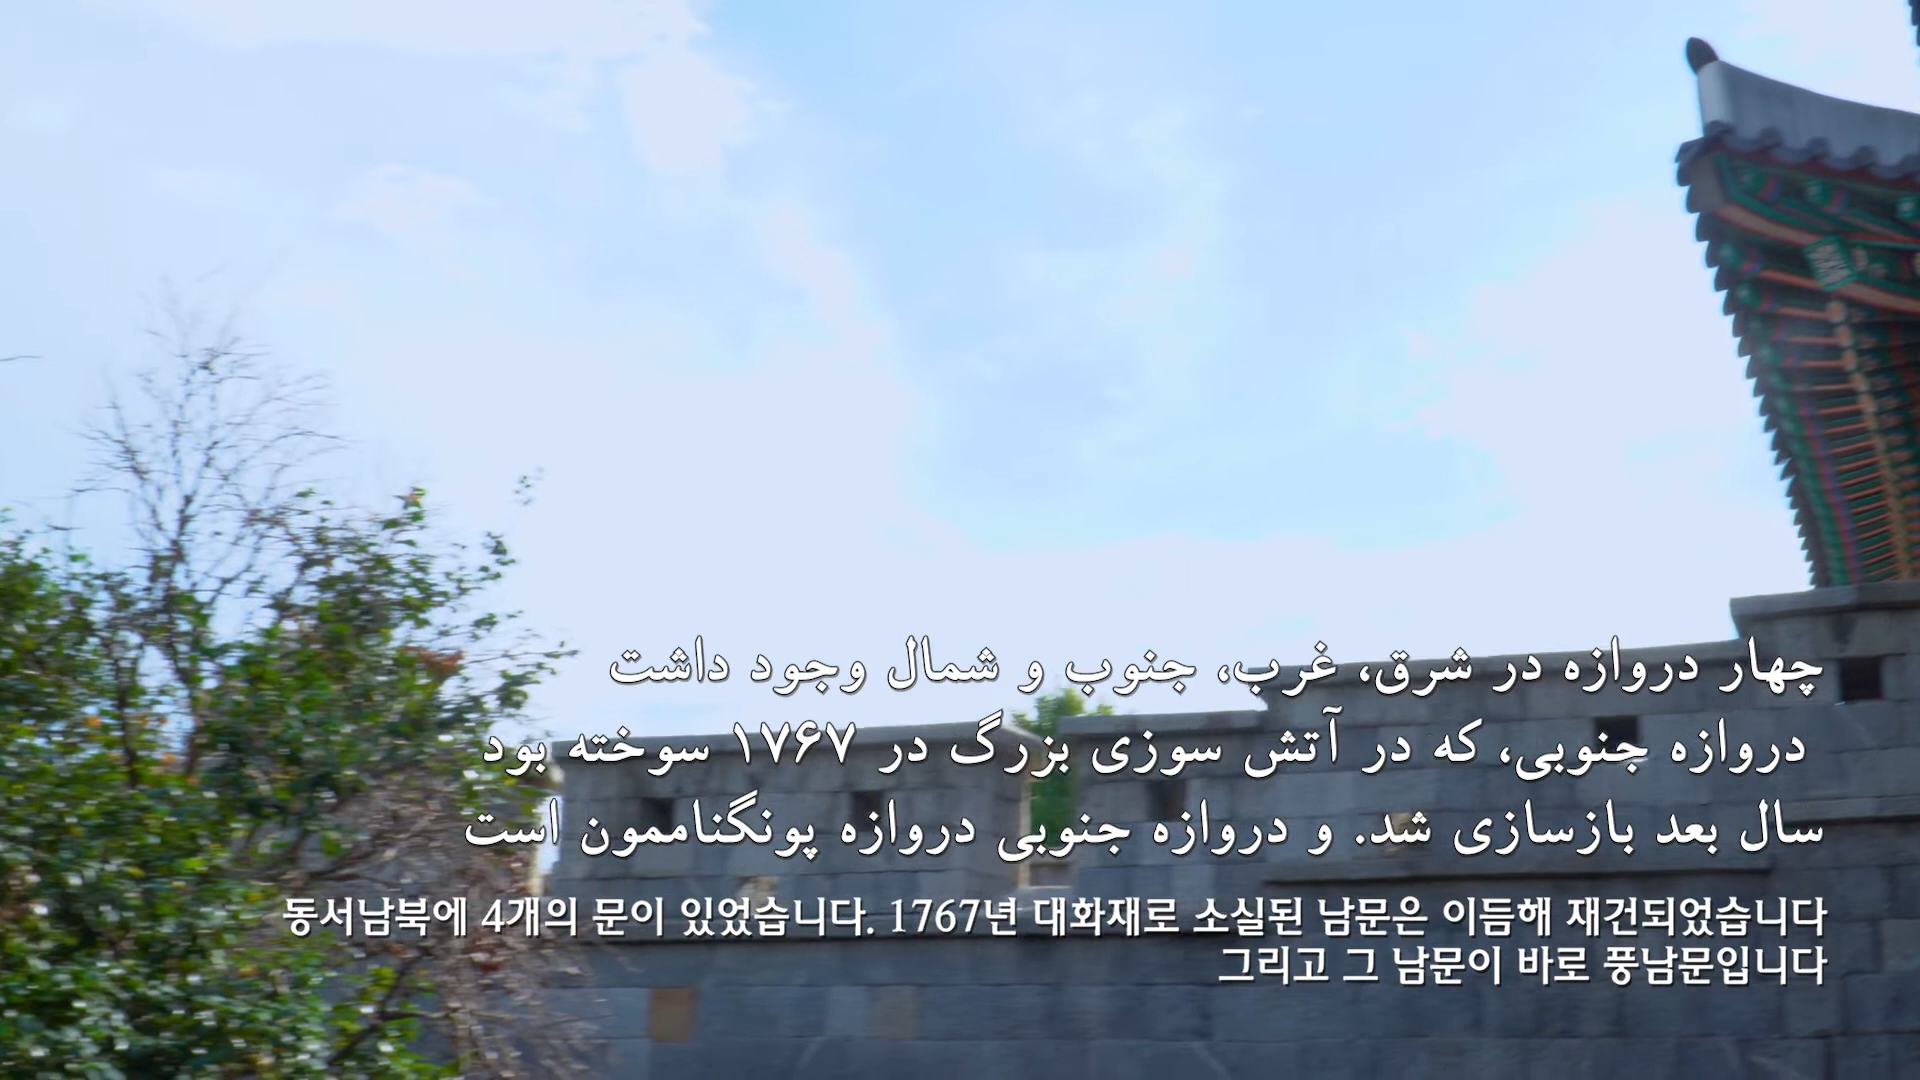 چهار دروازه در شرق، غرب، جنوب و شمال وجود داشت
دروازه جنوبی، که در آتش سوزی بزرگ در ۱۷۶۷ سوخته بود
سال بعد بازسازی شد. و دروازه جنوبی دروازه پونگناممون است
동서남북에 4개의 문이 있었습니다. 1767년 대화재로 소실된 남문은 이듬해 재건되었습니다
그리고 그 남문이 바로 풍남문입니다